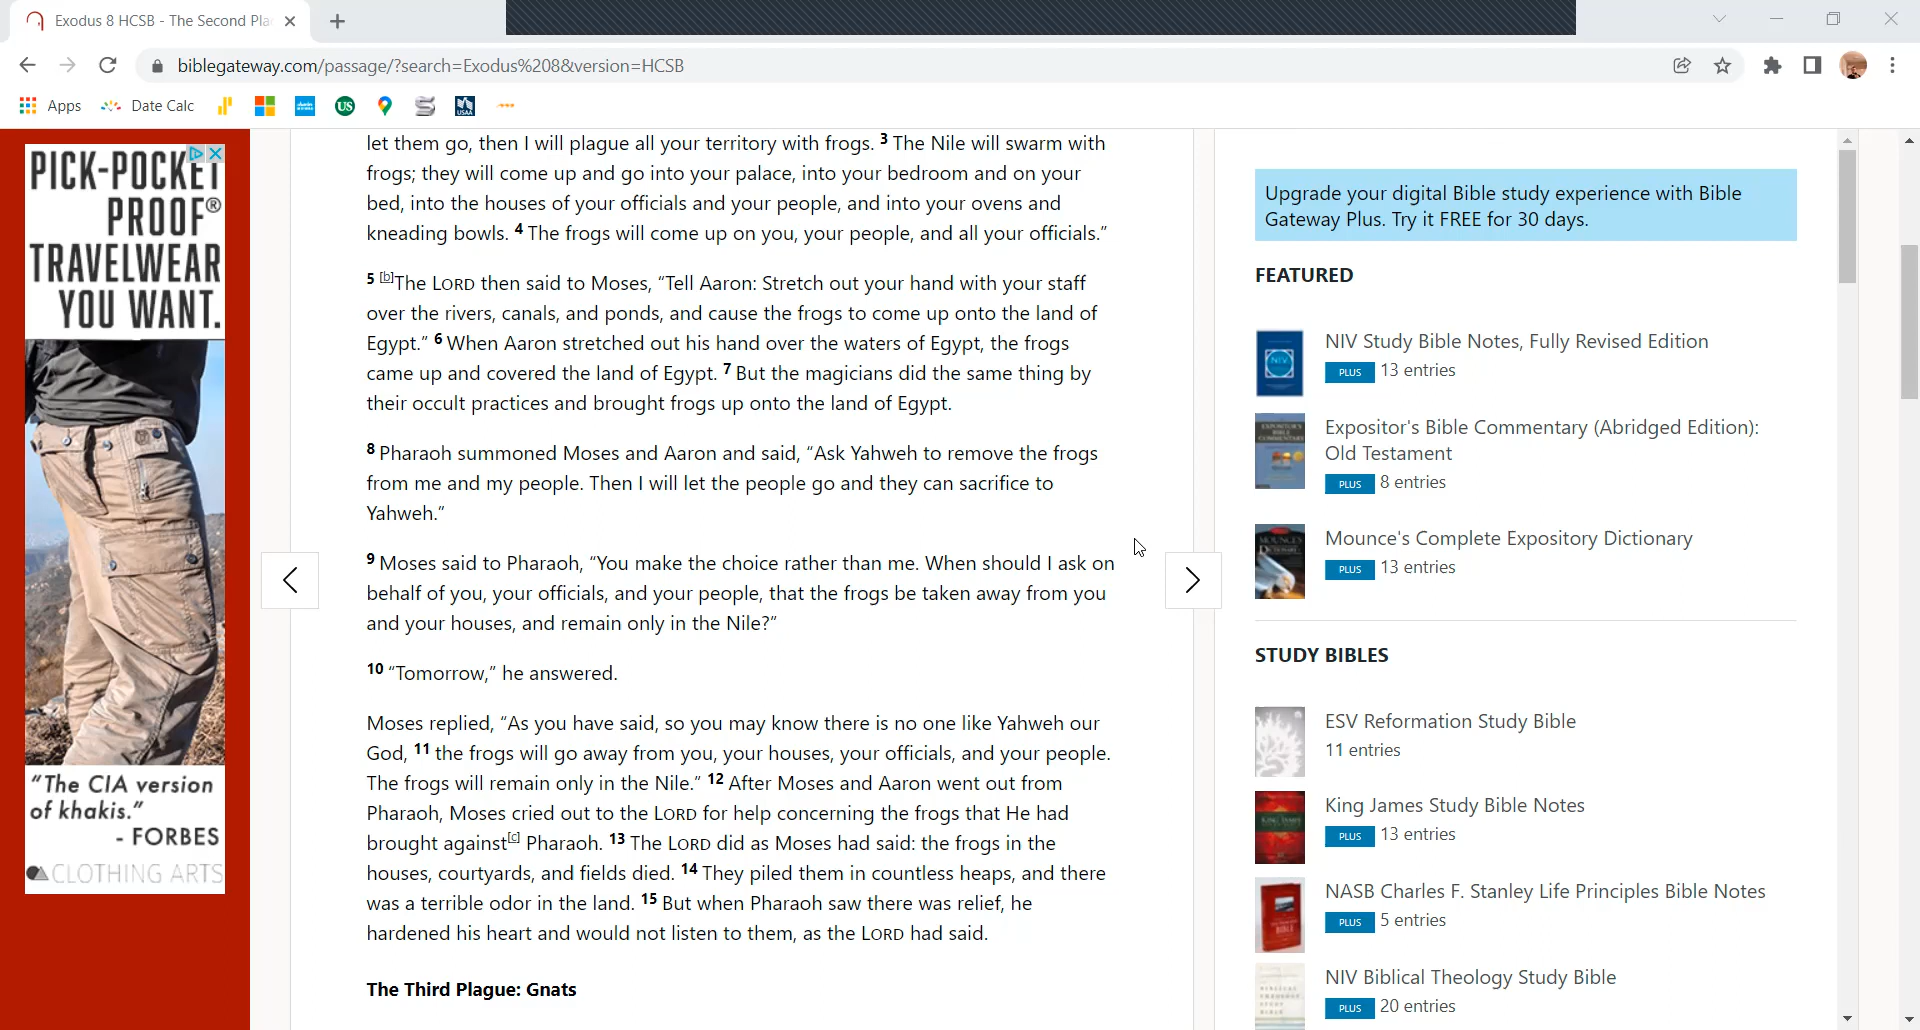 Exodus 8 HCSB - The Second Pla
biblegateway.com/passage/?search=Exodus%208&version=HCSB
Apps
Date Calc
US
USAA
PICK-POCKET
PROOF®
TRAVELWEAR
YOU WANT.
"The CIA version
of khakis."
- FORBES
CLOTHING ARTS
let them go, then I will plague all your territory with frogs. 3 The Nile will swarm with
frogs; they will come up and go into your palace, into your bedroom and on your
bed, into the houses of your officials and your people, and into your ovens and
kneading bowls. 4 The frogs will come up on you, your people, and all your officials.”
5 [b]The LORD then said to Moses, “Tell Aaron: Stretch out your hand with your staff
over the rivers, canals, and ponds, and cause the frogs to come up onto the land of
Egypt.” 6 When Aaron stretched out his hand over the waters of Egypt, the frogs
came up and covered the land of Egypt. 7 But the magicians did the same thing by
their occult practices and brought frogs up onto the land of Egypt.
8 Pharaoh summoned Moses and Aaron and said, “Ask Yahweh to remove the frogs
from me and my people. Then I will let the people go and they can sacrifice to
Yahweh.”
9 Moses said to Pharaoh, “You make the choice rather than me. When should I ask on
behalf of you, your officials, and your people, that the frogs be taken away from you
and your houses, and remain only in the Nile?”
10 “Tomorrow,” he answered.
Moses replied, “As you have said, so you may know there is no one like Yahweh our
God, 11 the frogs will go away from you, your houses, your officials, and your people.
The frogs will remain only in the Nile.” 12 After Moses and Aaron went out from
Pharaoh, Moses cried out to the LORD for help concerning the frogs that He had
brought against[c] Pharaoh. 13 The LORD did as Moses had said: the frogs in the
houses, courtyards, and fields died. 14 They piled them in countless heaps, and there
was a terrible odor in the land. 15 But when Pharaoh saw there was relief, he
hardened his heart and would not listen to them, as the LORD had said.
The Third Plague: Gnats
Upgrade your digital Bible study experience with Bible
Gateway Plus. Try it FREE for 30 days.
FEATURED
NIV
NIV Study Bible Notes, Fully Revised Edition
PLUS 13 entries
Expositor's Bible Commentary (Abridged Edition):
Old Testament
PLUS 8 entries
Mounce's Complete Expository Dictionary
PLUS 13 entries
STUDY BIBLES
ESV Reformation Study Bible
11 entries
King James Study Bible Notes
PLUS 13 entries
NASB Charles F. Stanley Life Principles Bible Notes
PLUS 5 entries
NIV Biblical Theology Study Bible
PLUS 20 entries